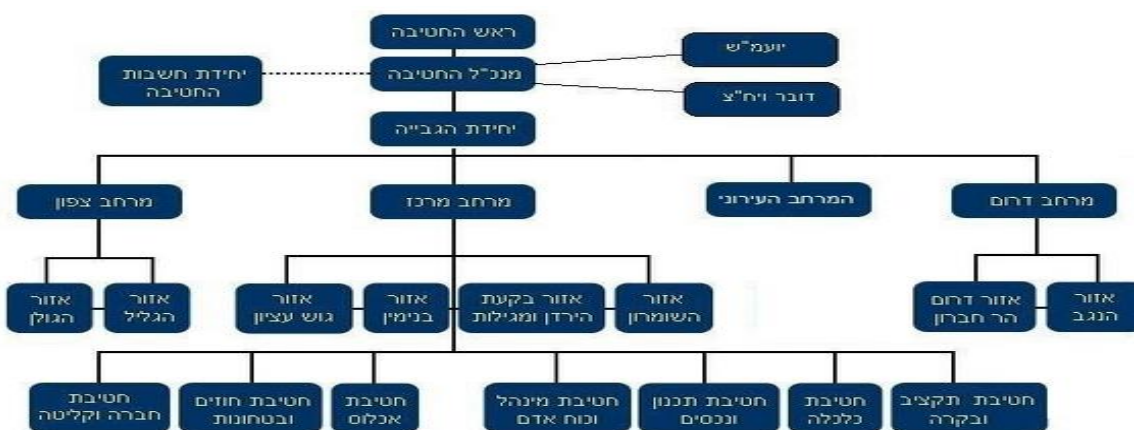 ראש החטיבה
יועמ"ש
מנכ"ל החטיבה
יחידת חשבות
החטיבה
דובר ויח"צ
יחידת הגבייה
מרחב דרום
המרחב העירוני
מרחב מרכז
מרחב צפון
אזור
הנגב
אזור דרום
הר חברון
אזור
השומרון
אזור בקעת
הירדן ומגילות
אזור
בנימין
אזור
גוש עציון
אזור
הגליל
אזור
הגולן
חטיבת תקציב
ובקרה
חטיבת
כלכלה
חטיבת תכנון
ונכסים
חטיבת מינהל
וכוח אדם
חטיבת
אכלוס
חטיבת חוזים
ובטחונות
חטיבת
חברה וקליטה